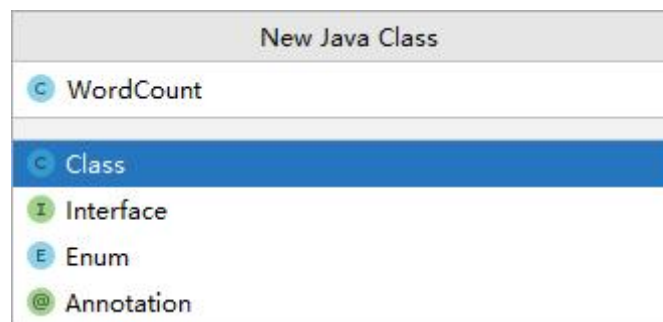 New Java Class
C WordCount
C Class
I Interface
E Enum
@ Annotation